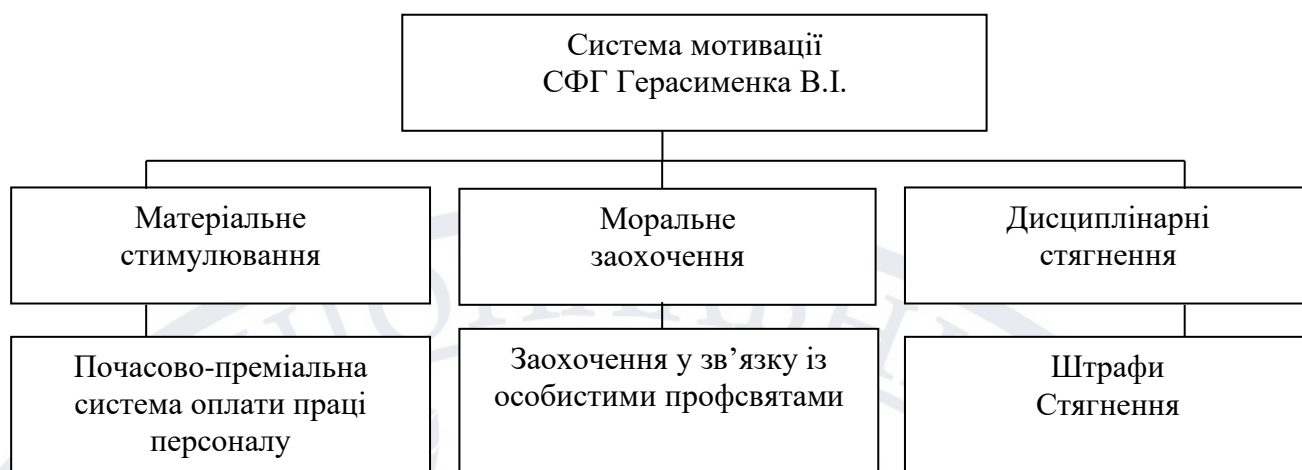 Система мотивації
СФГ Герасименка В.І.
Матеріальне
стимулювання
Моральне
заохочення
Дисциплінарні
стягнення
Почасово-преміальна
система оплати праці
персоналу
Заохочення у зв’язку із
особистими профсвятами
Штрафи
Стягнення